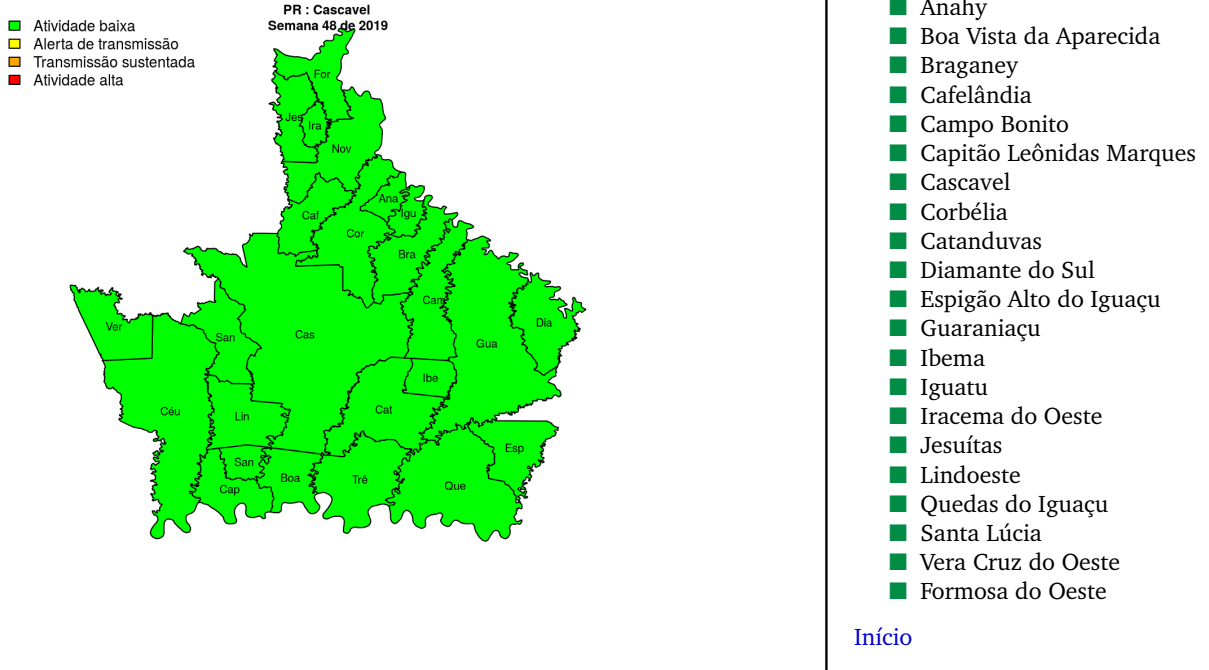 PR : Cascavel
Semana 48 de 2019
Atividade baixa
Alerta de transmissão
Transmissão sustentada
Atividade alta
For
Jes
Ira
Nov
Ana
Igu
Caf
Cor
Bra
Cam
Ver
San
Cas
Gua
Dia
Ibe
Céu
Lin
Cat
San
Esp
Cap
Boa
Trê
Que
Anahy
Boa Vista da Aparecida
Braganey
Cafelândia
Campo Bonito
Capitão Leônidas Marques
Cascavel
Corbélia
Catanduvas
Diamante do Sul
Espigão Alto do Iguaçu
Guaraniaçu
Ibema
Iguatu
Iracema do Oeste
Jesuítas
Lindoeste
Quedas do Iguaçu
Santa Lúcia
Vera Cruz do Oeste
Formosa do Oeste
Início